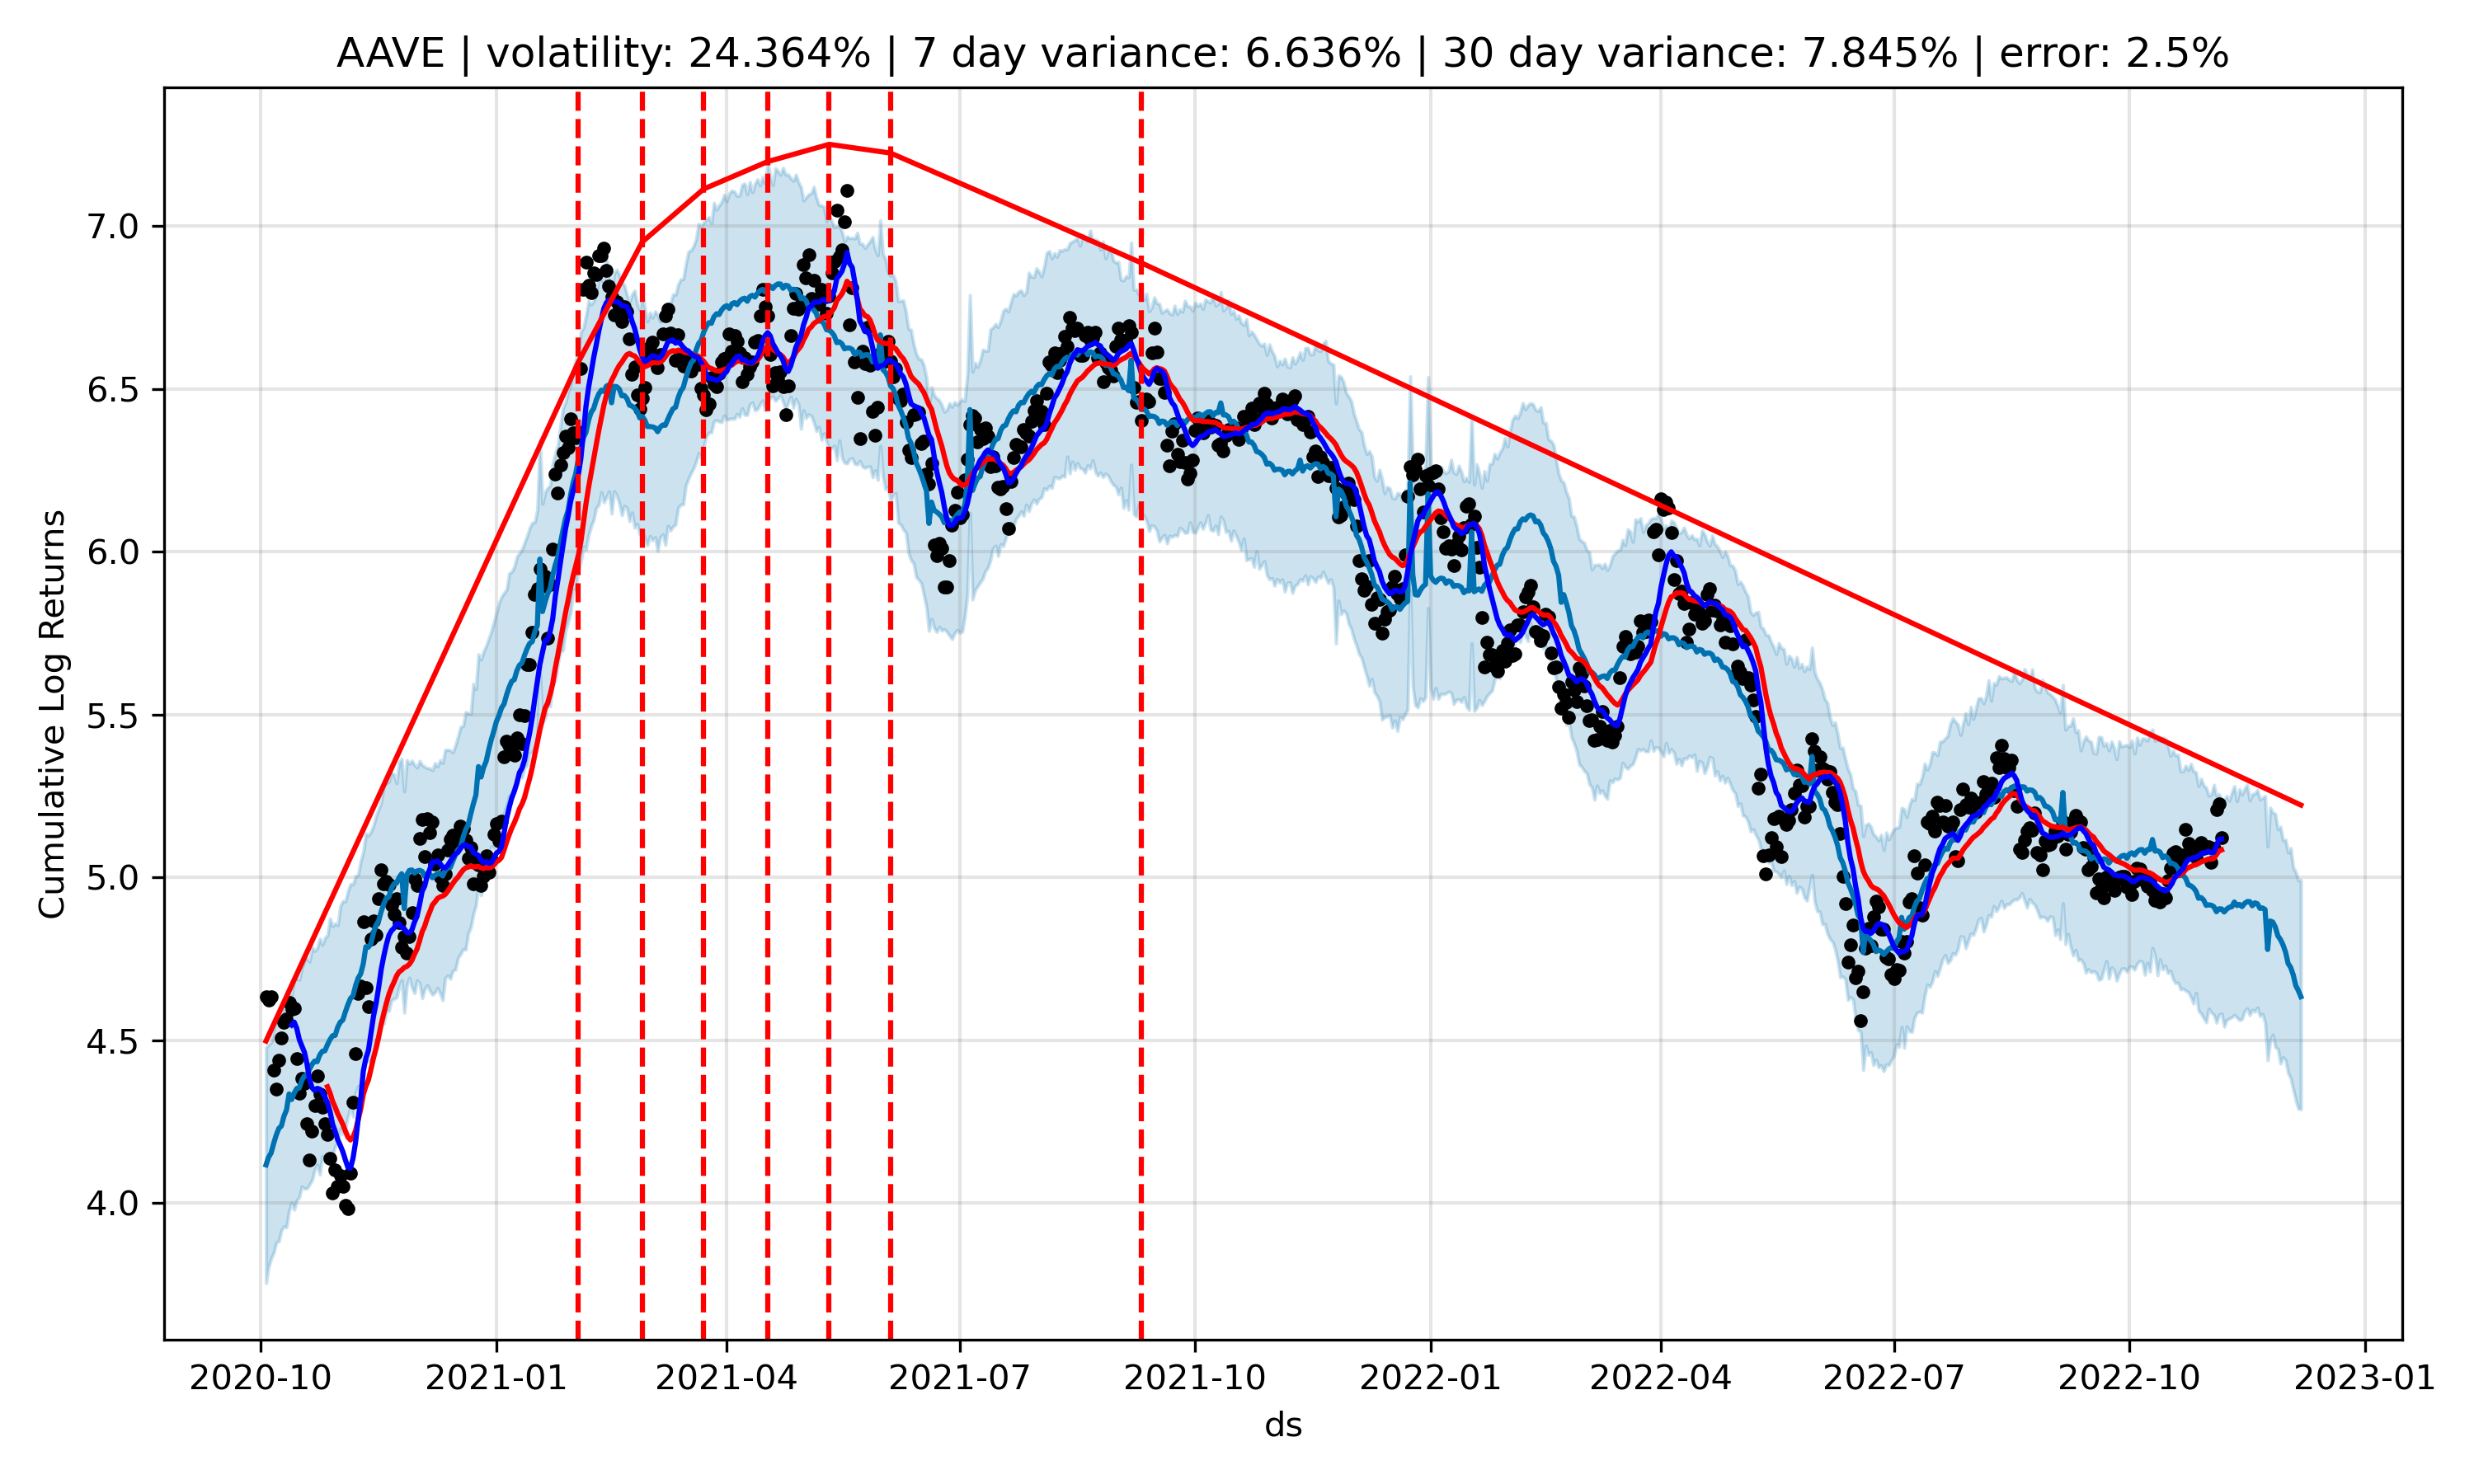 AAVE | volatility: 24.364% | 7 day variance: 6.636% | 30 day variance: 7.845% | error: 2.5%
Cumulative Log Returns
7.0
6.5
6.0
5.5
5.0
4.5
4.0
2020-10 2021-01 2021-04 2021-07 2021-10 2022-01 2022-04 2022-07 2022-10 2023-01
ds